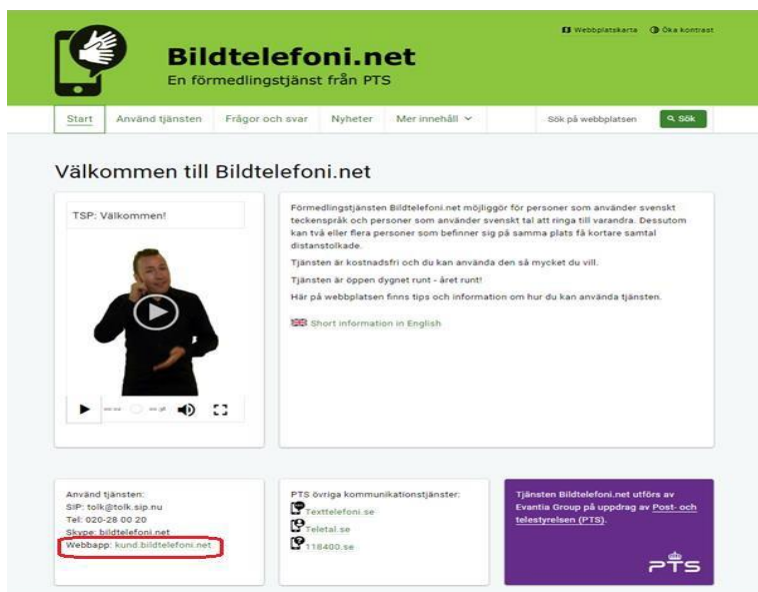 Webbplatskarta Öka kontrast
Bildtelefoni.net
En förmedlingstjänst från PTS
Start Använd tjänsten Frågor och svar Nyheter Mer innehåll Sök på webbplatsen Sök
Välkommen till Bildtelefoni.net
TSP: Välkommen!
Förmedlingstjänsten Bildtelefoni.net möjliggör för personer som använder svenskt
teckenspråk och personer som använder svenskt tal att ringa till varandra. Dessutom
kan två eller flera personer som befinner sig på samma plats få kortare samtal
distanstolkade.
Tjänsten är kostnadsfri och du kan använda den så mycket du vill.
Tjänsten är öppen dygnet runt - året runt!
Här på webbplatsen finns tips och information om hur du kan använda tjänsten.
Short information in English
Använd tjänsten:
SIP: tolk@tolk.sip.nu
Tel: 020-28 00 20
Skype: bildtelefoni.net
Webbapp: kund.bildtelefoni.net
PTS övriga kommunikationstjänster:
Texttelefoni.se
Teletal.se
118400.se
Tjänsten Bildtelefoni.net utförs av
Evantia Group på uppdrag av Post- och
telestyrelsen (PTS).
PTS